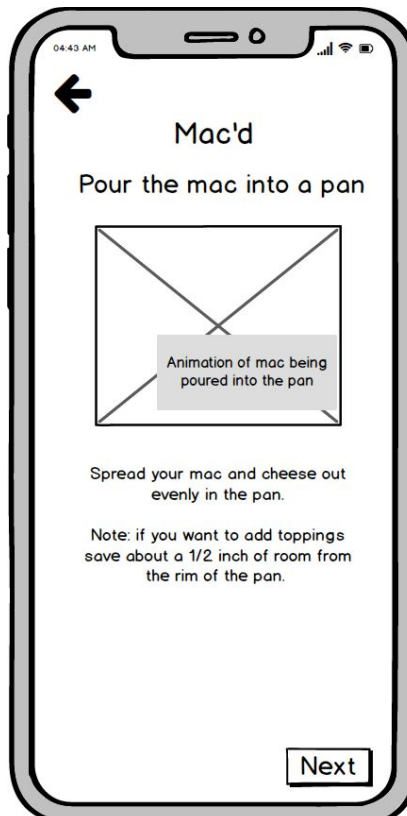 04:43 AM
Mac'd
Pour the mac into a pan
Animation of mac being
poured into the pan
Spread your mac and cheese out
evenly in the pan.
Note: if you want to add toppings
save about a 1/2 inch of room from
the rim of the pan.
Next